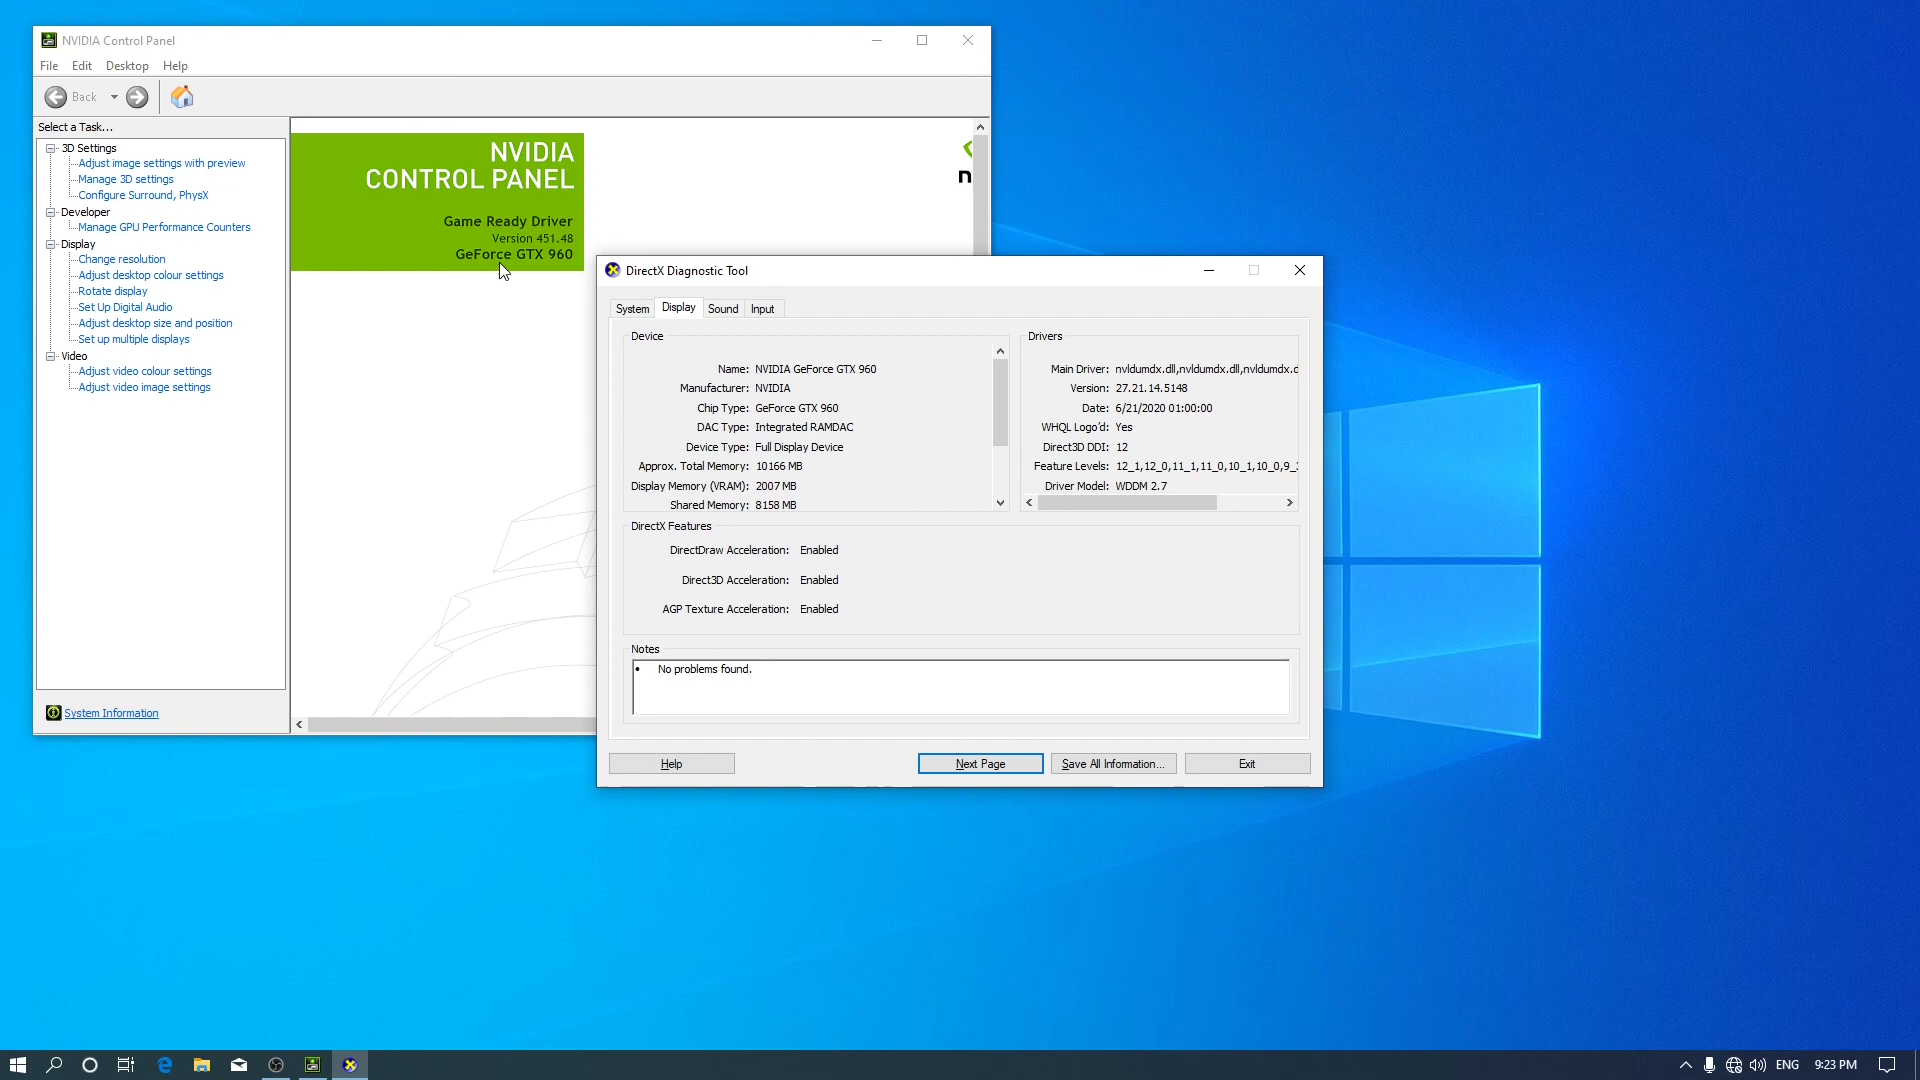 NVIDIA Control Panel
File Edit Desktop Help
Back
Select a Task...
3D Settings
Adjust image settings with preview
Manage 3D settings
Configure Surround, PhysX
Developer
Manage GPU Performance Counters
Display
Change resolution
Adjust desktop colour settings
Rotate display
Set Up Digital Audio
Adjust desktop size and position
Set up multiple displays
Video
Adjust video colour settings
Adjust video image settings
System Information
NVIDIA
CONTROL PANEL
Game Ready Driver
Version 451.48
GeForce GTX 960
n
DirectX Diagnostic Tool
System Display Sound Input
Device
Name: NVIDIA GeForce GTX 960
Manufacturer: NVIDIA
Chip Type: GeForce GTX 960
DAC Type: Integrated RAMDAC
Device Type: Full Display Device
Approx. Total Memory: 10166 MB
Display Memory (VRAM): 2007 MB
Shared Memory: 8158 MB
Drivers
Main Driver: nvldumdx.dll,nvldumdx.dll,nvldumdx.d
Version: 27.21.14.5148
Date: 6/21/2020 01:00:00
WHQL Logo'd: Yes
Direct3D DDI: 12
Feature Levels: 12_1,12_0,11_1,11_0,10_1,10_0,9_
Driver Model: WDDM 2.7
DirectX Features
DirectDraw Acceleration: Enabled
Direct3D Acceleration: Enabled
AGP Texture Acceleration: Enabled
Notes
• No problems found.
Help Next Page Save All Information... Exit
ENG 9:23 PM